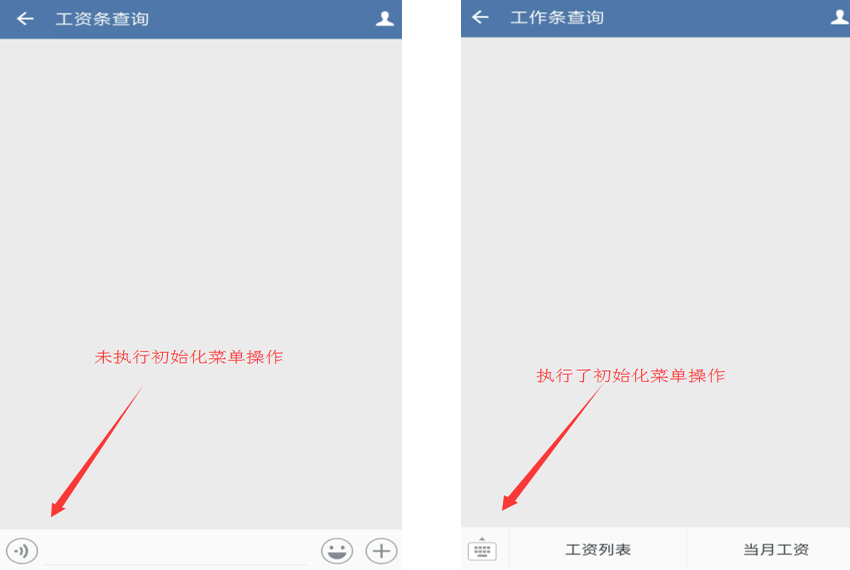 工资条查询
未执行初始化菜单操作
工作条查询
执行了初始化菜单操作
工资列表
当月工资